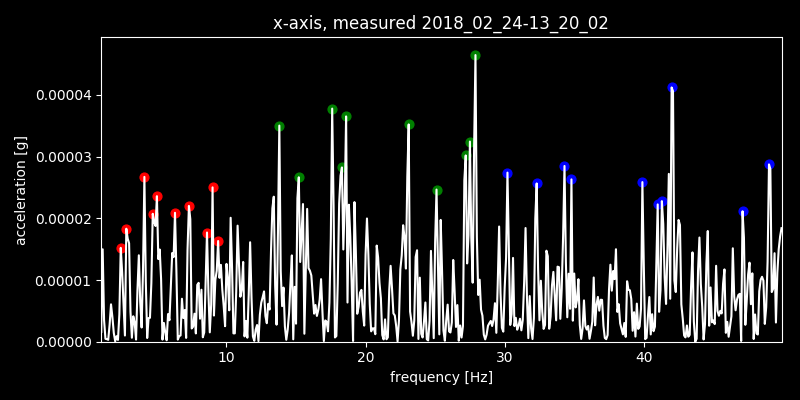 x-axis, measured 2018_02_24-13_20_02
acceleration [g]
0.00004
0.00003
0.00002
0.00001
0.00000
10 20 30 40
frequency [Hz]